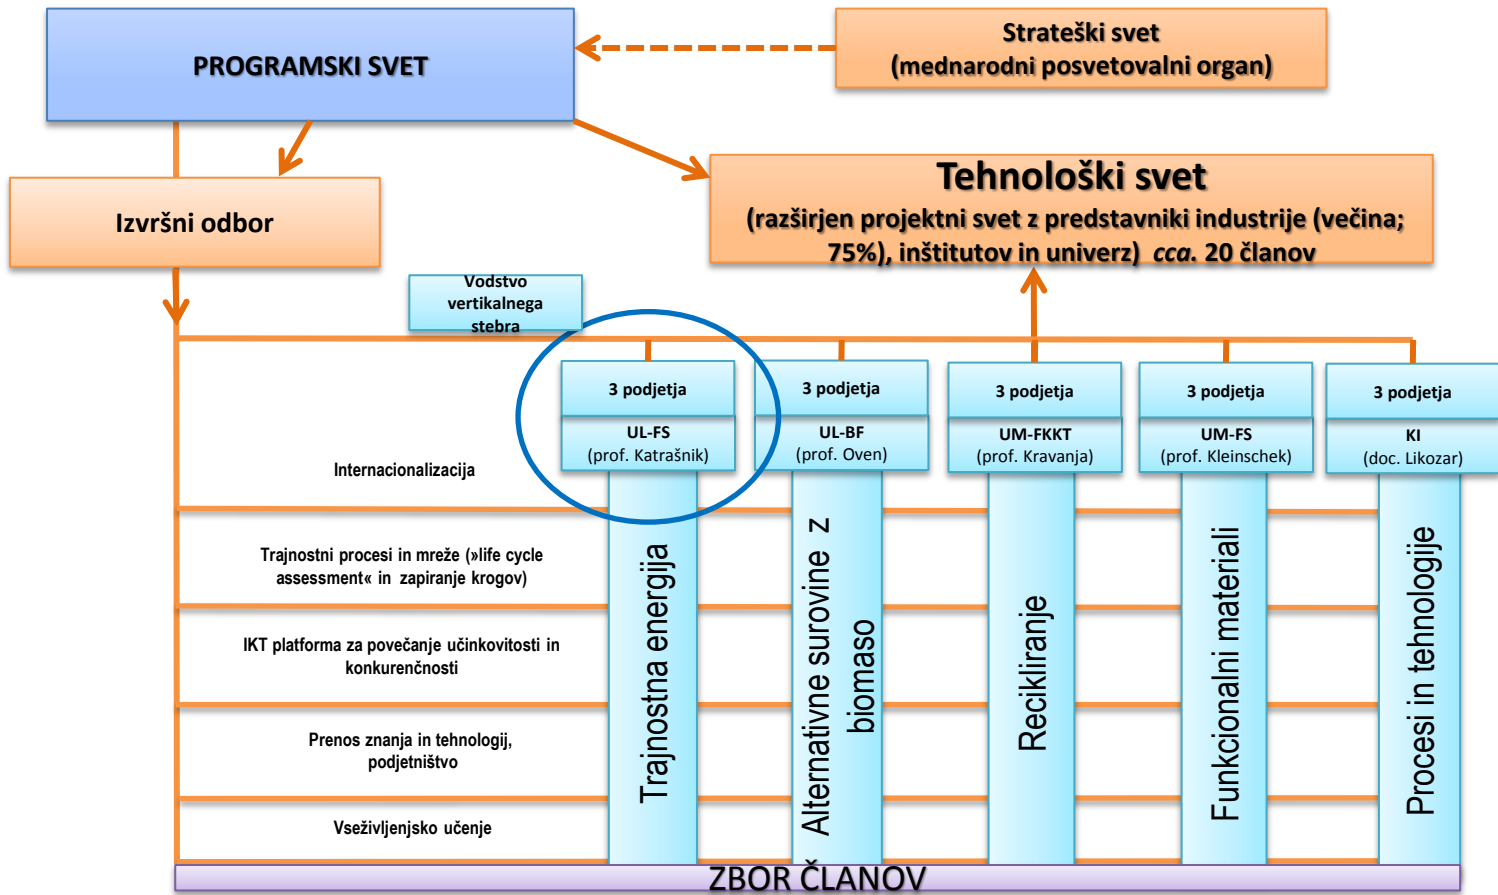 PROGRAMSKI SVET
Strateški svet
(mednarodni posvetovalni organ)
Izvršni odbor
Tehnološki svet
(razširjen projektni svet z predstavniki industrije (večina;
75%), inštitutov in univerz) cca. 20 članov
Vodstvo
vertikalnega
stebra
3 podjetja
UL-FS
(prof. Katrašnik)
3 podjetja
UL-BF
(prof. Oven)
3 podjetja
UM-FKKT
(prof. Kravanja)
3 podjetja
UM-FS
(prof. Kleinschek)
3 podjetja
KI
(doc. Likozar)
Internacionalizacija
Trajnostni procesi in mreže (»life cycle
assessment« in zapiranje krogov)
IKT platforma za povečanje učinkovitosti in
konkurenčnosti
Prenos znanja in tehnologij,
podjetništvo
Vseživljenjsko učenje
Trajnostna energija
Alternativne surovine z
biomaso
Recikliranje
Funkcionalni materiali
Procesi in tehnologije
ZBOR ČLANOV